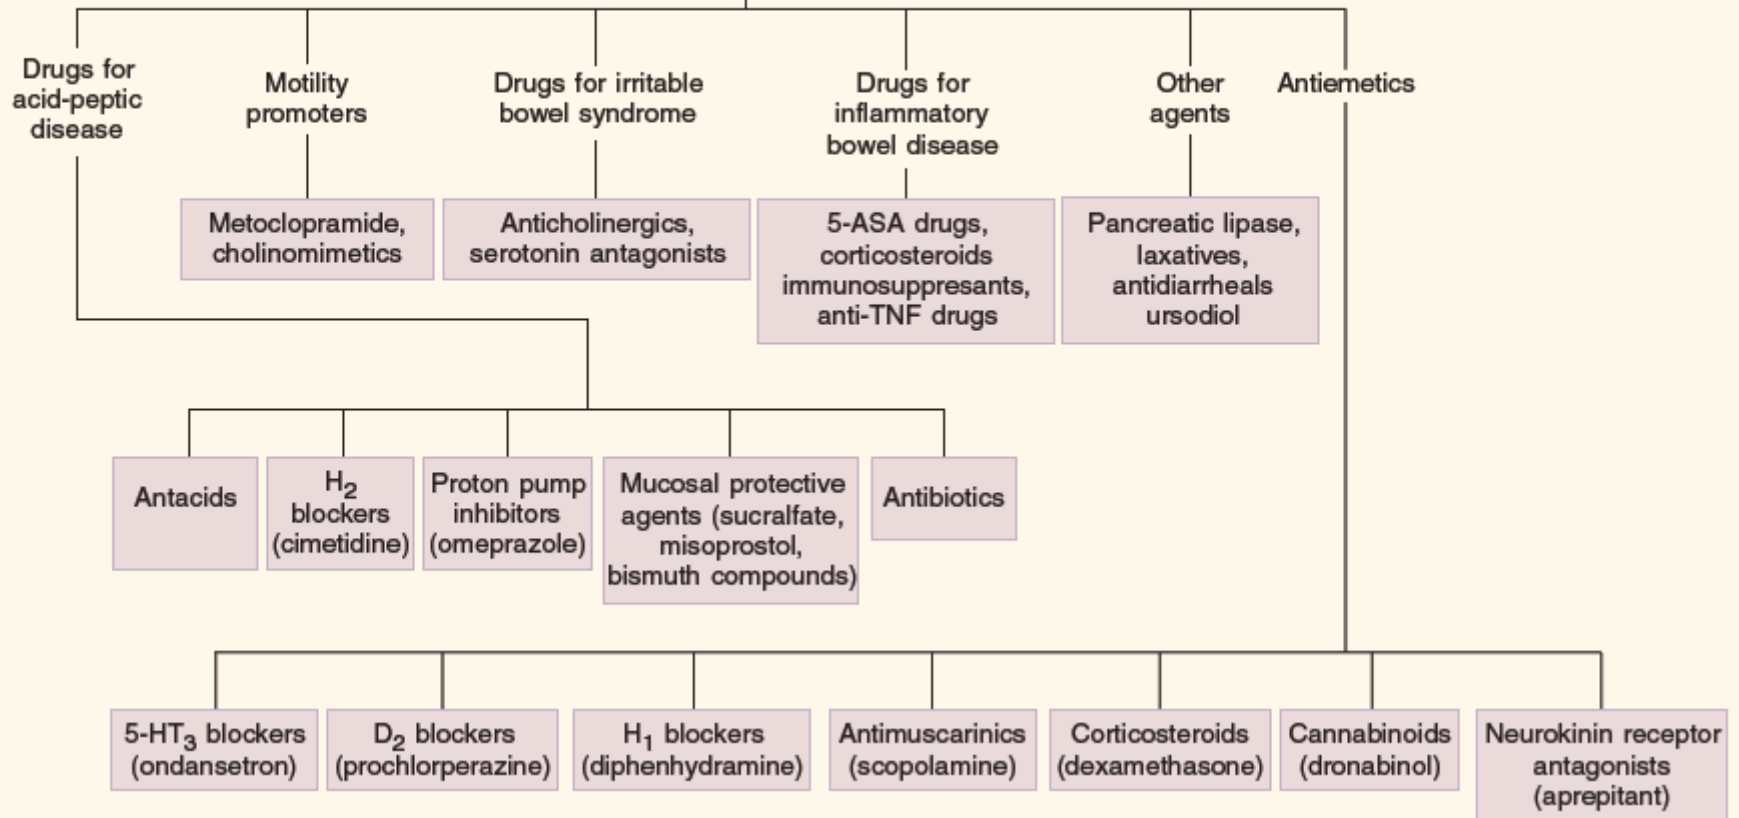 Drugs for
acid-peptic
disease
Motility
promoters
Drugs for irritable
bowel syndrome
Drugs for
inflammatory
bowel disease
Other
agents
Antiemetics
Metoclopramide,
cholinomimetics
Anticholinergics,
serotonin antagonists
5-ASA drugs,
corticosteroids
immunosuppresants,
anti-TNF drugs
Pancreatic lipase,
laxatives,
antidiarrheals
ursodiol
Antacids
H2
blockers
(cimetidine)
Proton pump
inhibitors
(omeprazole)
Mucosal protective
agents (sucralfate,
misoprostol,
bismuth compounds)
Antibiotics
5-HT3 blockers
(ondansetron)
D2 blockers
(prochlorperazine)
H1 blockers
(diphenhydramine)
Antimuscarinics
(scopolamine)
Corticosteroids
(dexamethasone)
Cannabinoids
(dronabinol)
Neurokinin receptor
antagonists
(aprepitant)